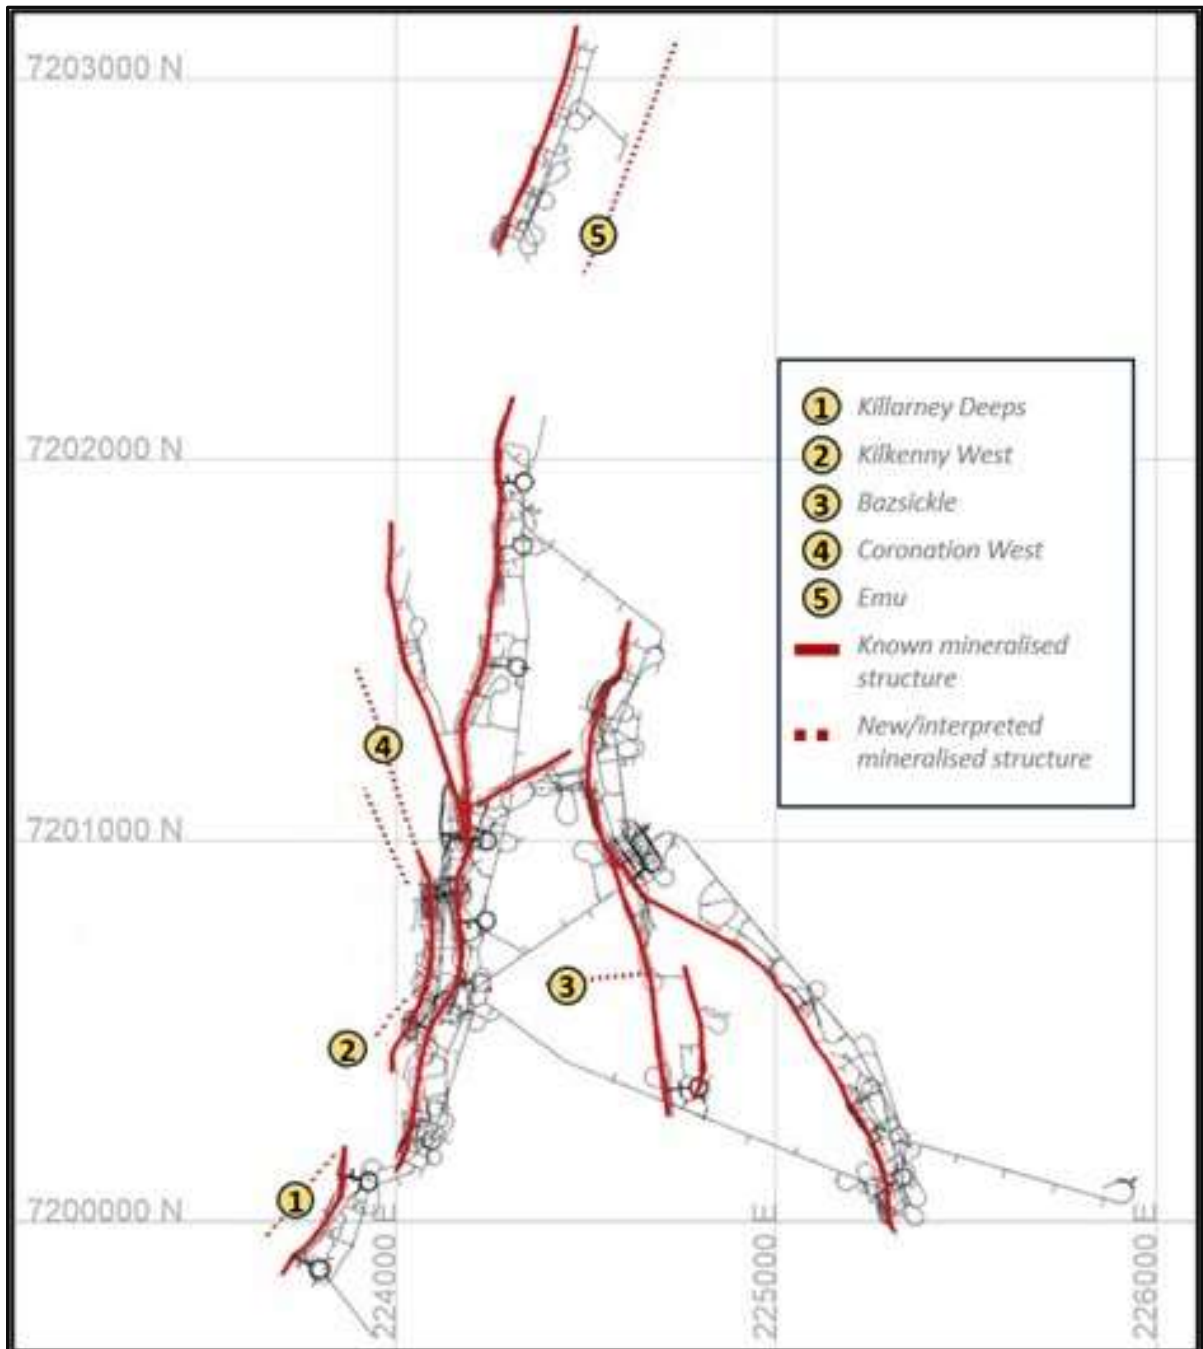 7203000 N
5
7202000 N
1 Killarney Deeps
2 Kilkenny West
3 Bazsickle
4 Coronation West
5 Emu
Known mineralised
structure
New/interpreted
mineralised structure
4
7201000 N
3
2
1
7200000 N
224000 E
225000 E
226000 E